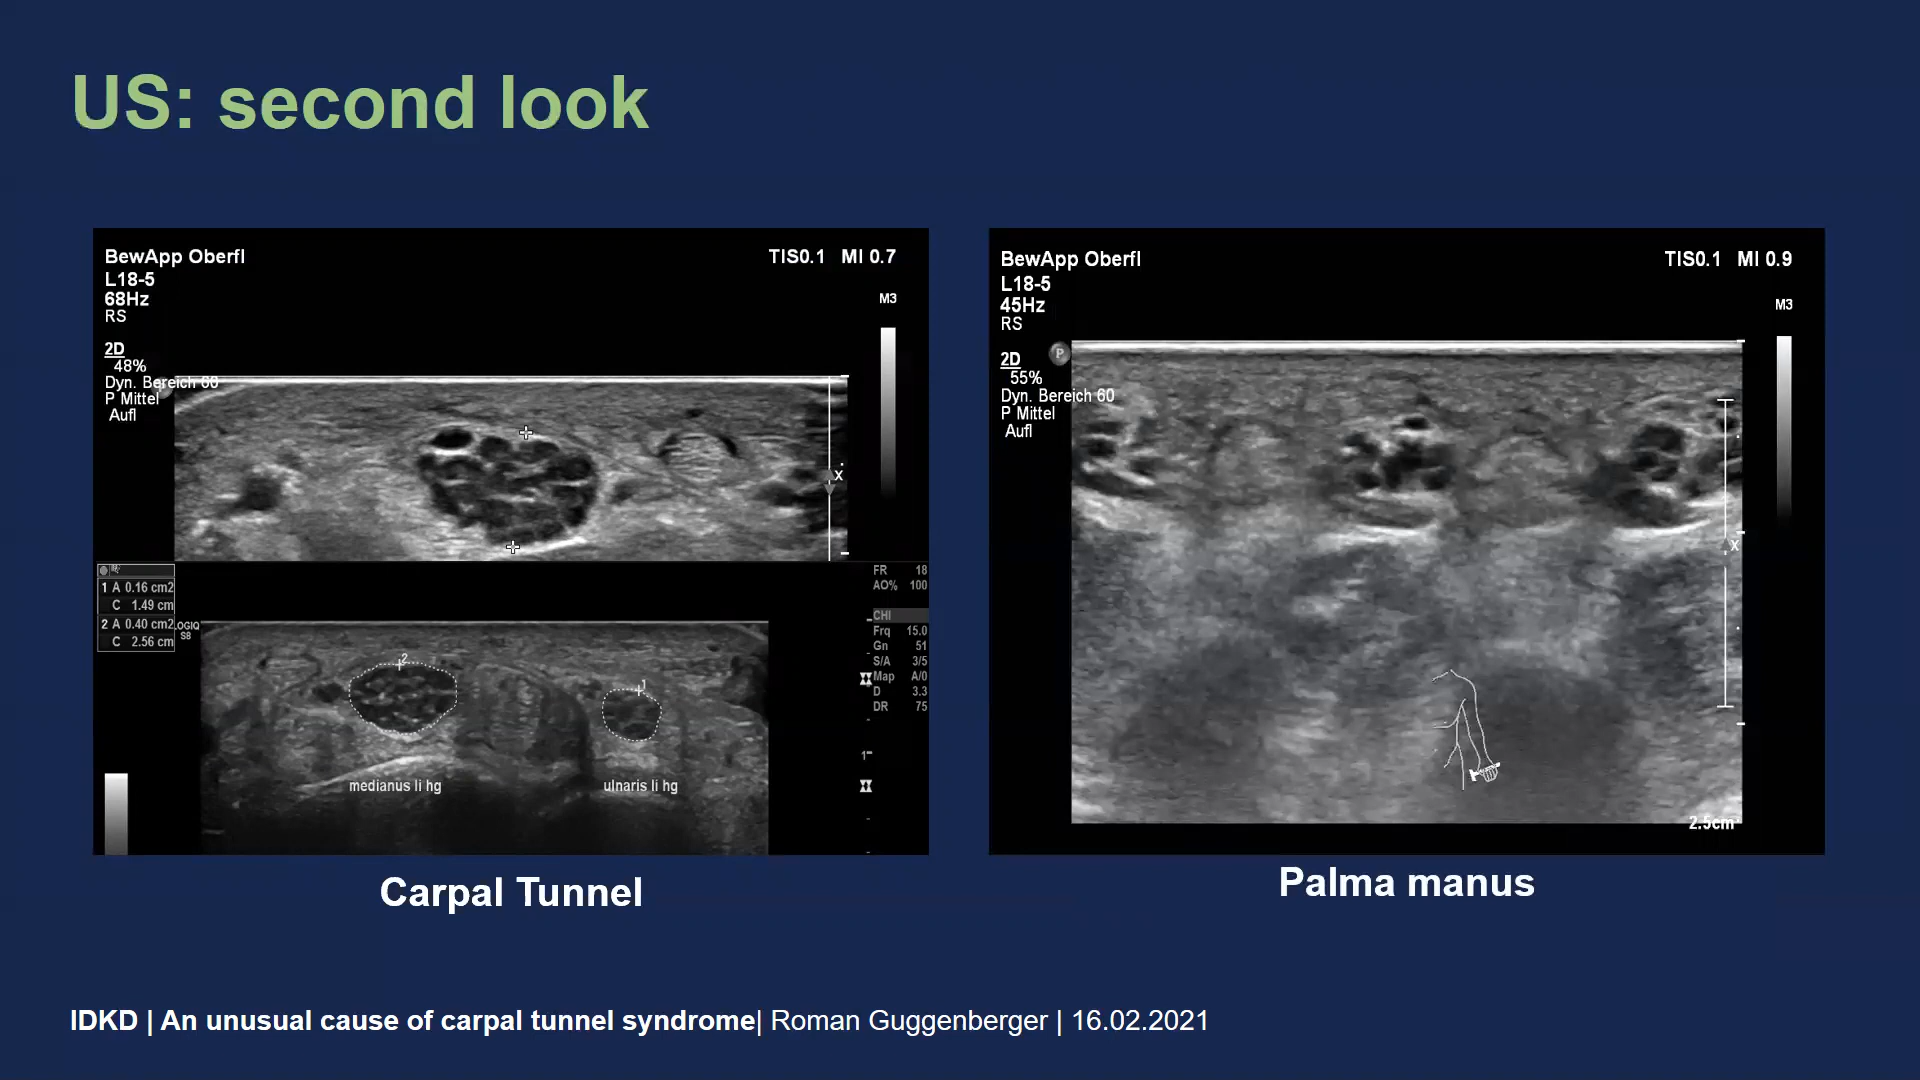 US: second look
BewApp Oberfl
TIS0.1 MI 0.7
L18-5
68Hz
RS
M3
2D
48%
Dyn. Bereich 60
P Mittel
Aufl
X
1 A 0.16 cm2
C 1.49 cm
2 A 0.40 cm2
C 2.56 cm
LOGIQ
S8
FR 18
AO% 100
CHI
Frq 15.0
Gn 51
S/A 3/5
Map A/0
D 3.3
DR 75
2
1
1
medianus li hg
ulnaris li hg
Carpal Tunnel
BewApp Oberfl
TIS0.1 MI 0.9
L18-5
45Hz
RS
M3
P
2D
55%
Dyn. Bereich 60
P Mittel
Aufl
X
2.5cm
Palma manus
IDKD | An unusual cause of carpal tunnel syndrome| Roman Guggenberger | 16.02.2021